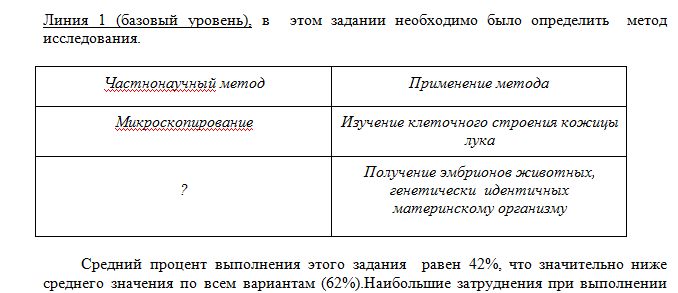 Линия 1 (базовый уровень), в этом задании необходимо было определить метод
исследования.
Частнонаучный метод
Применение метода
Микроскопирование
Изучение клеточного строения кожицы
лука
?
Получение эмбрионов животных,
генетически идентичных
материнскому организму
Средний процент выполнения этого задания равен 42%, что значительно ниже
среднего значения по всем вариантам (62%).Наибольшие затруднения при выполнении